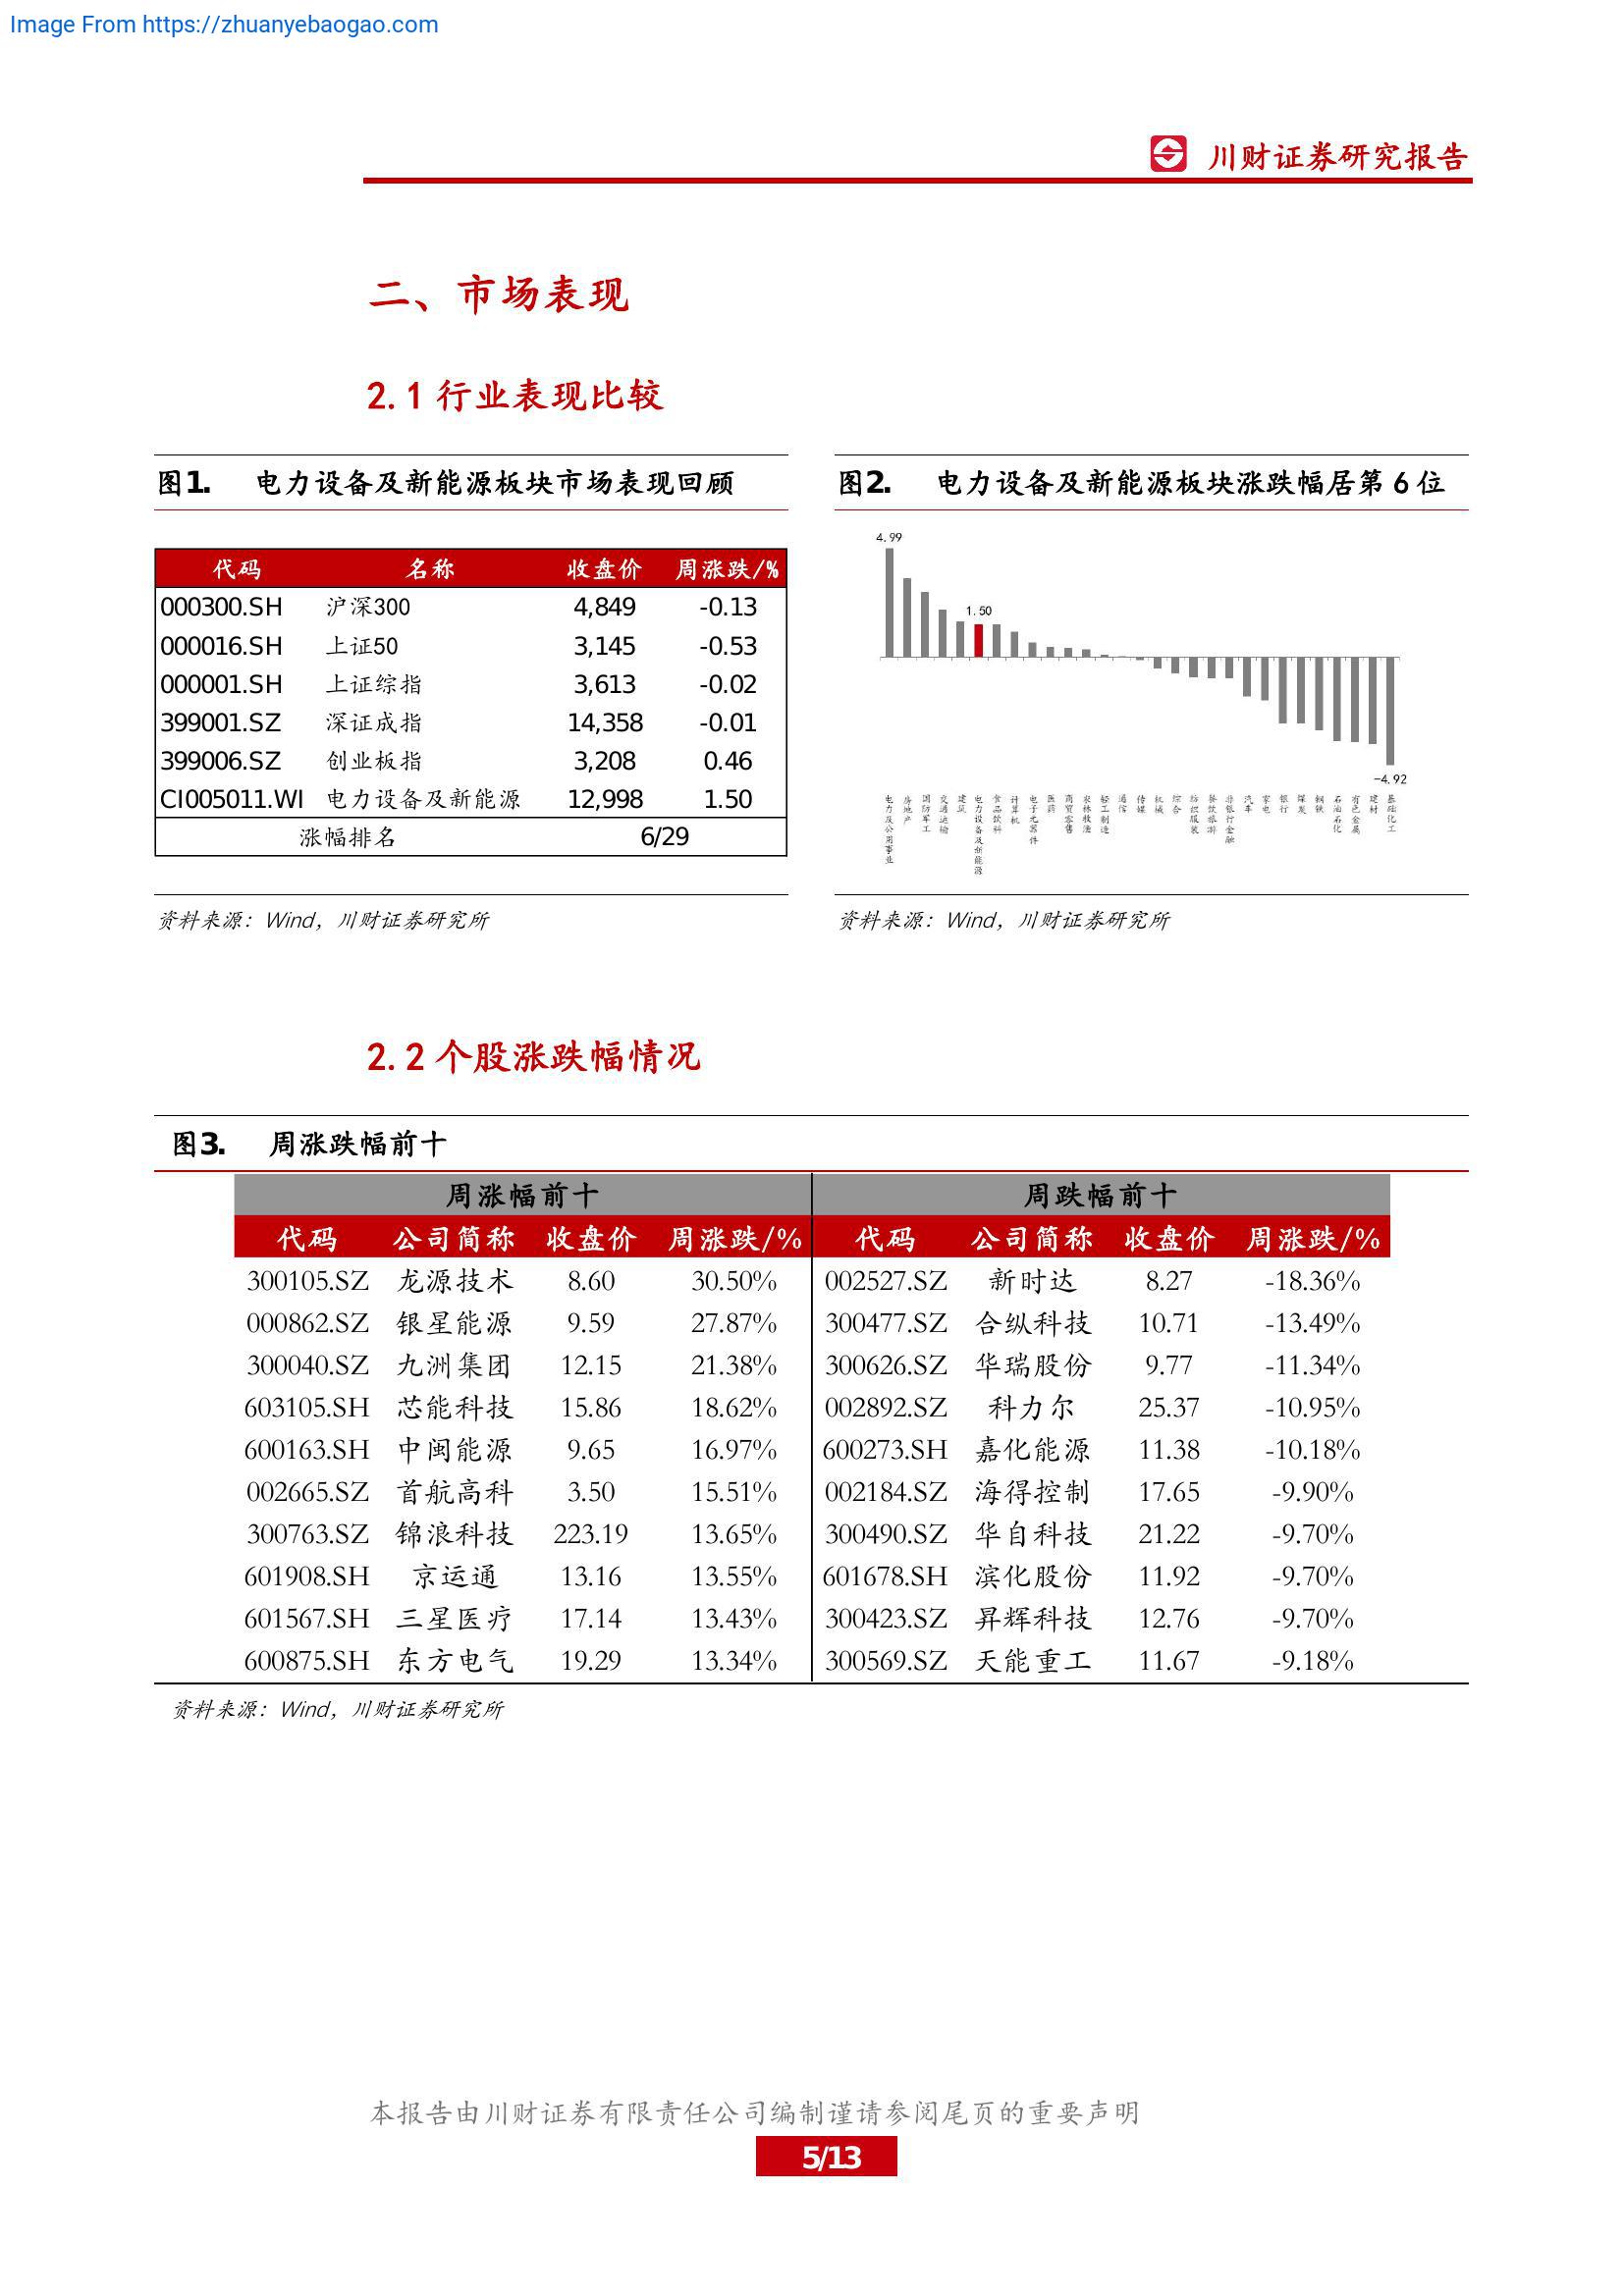 Image From https://zhuanyebaogao.com
川财证券研究报告
二、市场表现
2.1 行业表现比较
图1. 电力设备及新能源板块市场表现回顾
代码 名称 收盘价 周涨跌/%
000300.SH 沪深300 4,849 -0.13
000016.SH 上证50 3,145 -0.53
000001.SH 上证综指 3,613 -0.02
399001.SZ 深证成指 14,358 -0.01
399006.SZ 创业板指 3,208 0.46
CI005011.WI 电力设备及新能源 12,998 1.50
涨幅排名 6/29
资料来源：Wind，川财证券研究所
图2. 电力设备及新能源板块涨跌幅居第 6 位
4.99
1.50
-4.92
电力及公用事业
房地产
国防军工
交通运输
建筑
电力设备及新能源
食品饮料
计算机
电子元器件
医药
商贸零售
农林牧渔
轻工制造
通信
传媒
机械
综合
纺织服装
餐饮旅游
非银行金融
汽车
家电
银行
煤炭
钢铁
石油石化
有色金属
建材
基础化工
资料来源：Wind，川财证券研究所
2.2 个股涨跌幅情况
图3. 周涨跌幅前十
周涨幅前十 周跌幅前十
代码 公司简称 收盘价 周涨跌/% 代码 公司简称 收盘价 周涨跌/%
300105.SZ 龙源技术 8.60 30.50% 002527.SZ 新时达 8.27 -18.36%
000862.SZ 银星能源 9.59 27.87% 300477.SZ 合纵科技 10.71 -13.49%
300040.SZ 九洲集团 12.15 21.38% 300626.SZ 华瑞股份 9.77 -11.34%
603105.SH 芯能科技 15.86 18.62% 002892.SZ 科力尔 25.37 -10.95%
600163.SH 中闽能源 9.65 16.97% 600273.SH 嘉化能源 11.38 -10.18%
002665.SZ 首航高科 3.50 15.51% 002184.SZ 海得控制 17.65 -9.90%
300763.SZ 锦浪科技 223.19 13.65% 300490.SZ 华自科技 21.22 -9.70%
601908.SH 京运通 13.16 13.55% 601678.SH 滨化股份 11.92 -9.70%
601567.SH 三星医疗 17.14 13.43% 300423.SZ 昇辉科技 12.76 -9.70%
600875.SH 东方电气 19.29 13.34% 300569.SZ 天能重工 11.67 -9.18%
资料来源：Wind，川财证券研究所
本报告由川财证券有限责任公司编制谨请参阅尾页的重要声明
5/13